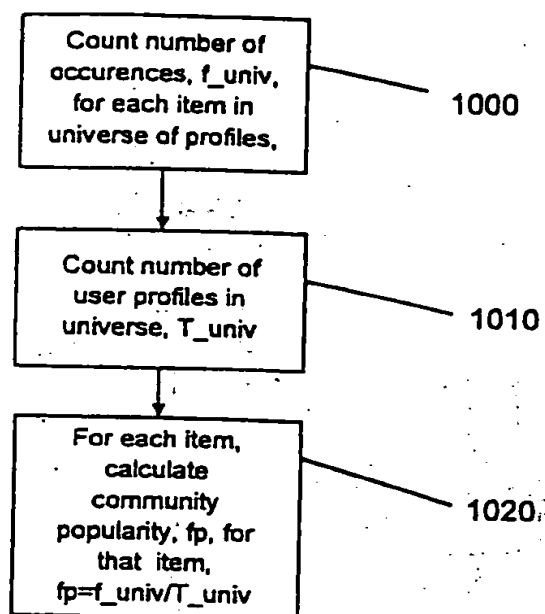 Count number of
occurences, f_univ,
for each item in
universe of profiles,
1000
Count number of
user profiles in
universe, T_univ
1010
For each item,
calculate
community
popularity, fp, for
that item,
fp=f_univ/T_univ
1020